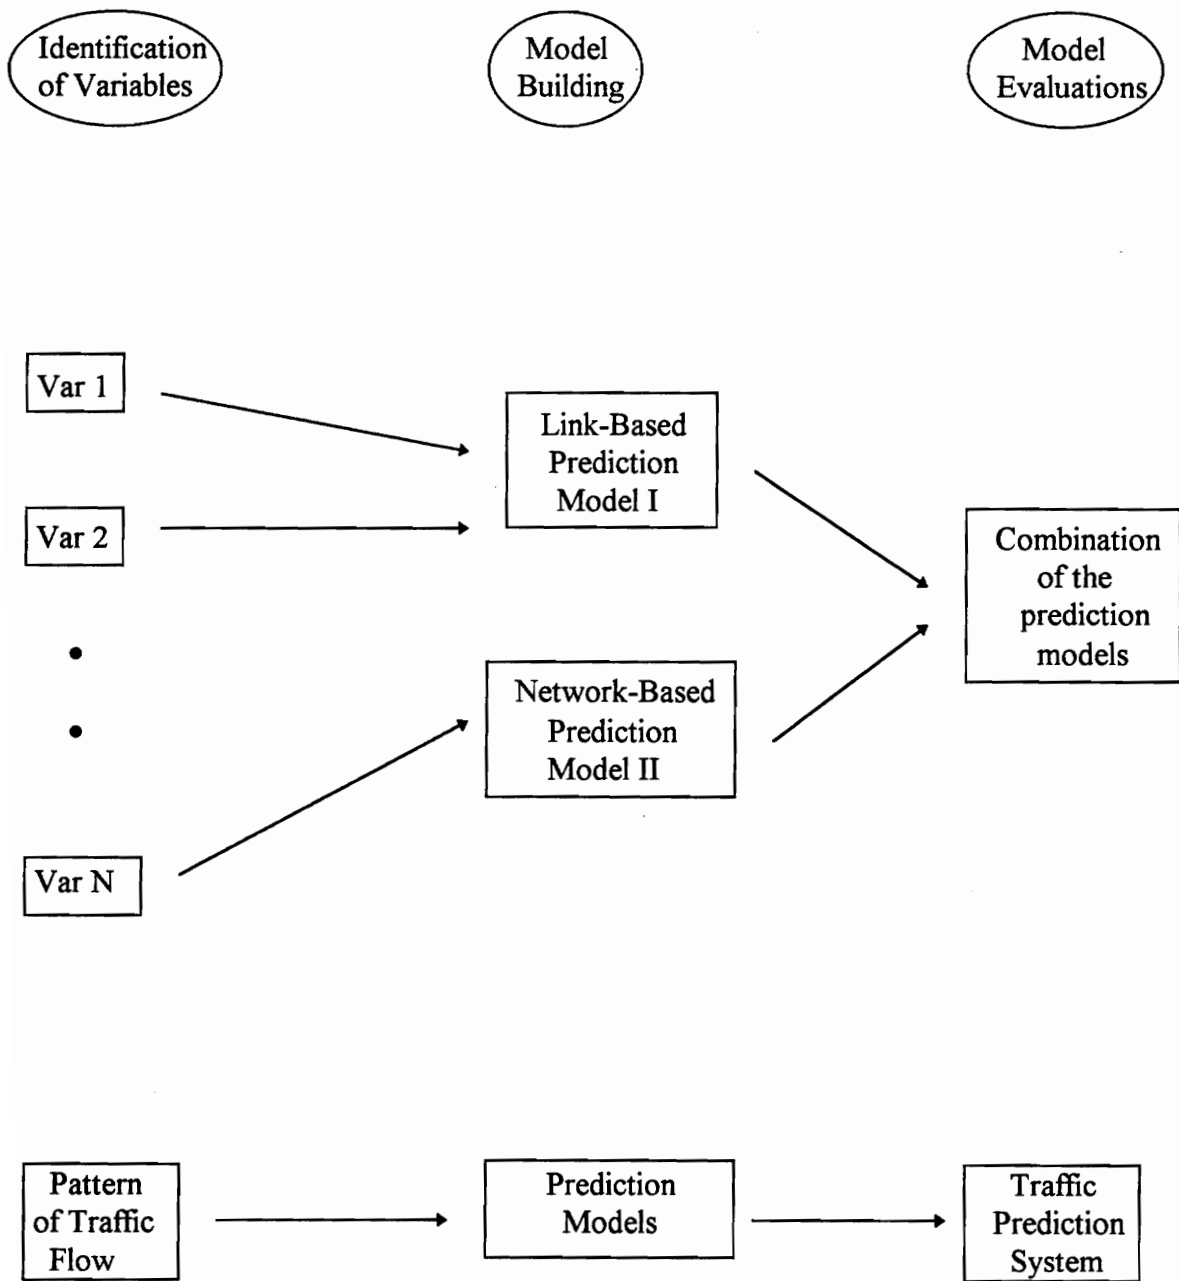 Identification
of Variables
Model
Building
Model
Evaluations
Var 1
Var 2
Var N
Link-Based
Prediction
Model I
Network-Based
Prediction
Model II
Combination
of the
prediction
models
Pattern
of Traffic
Flow
Prediction
Models
Traffic
Prediction
System